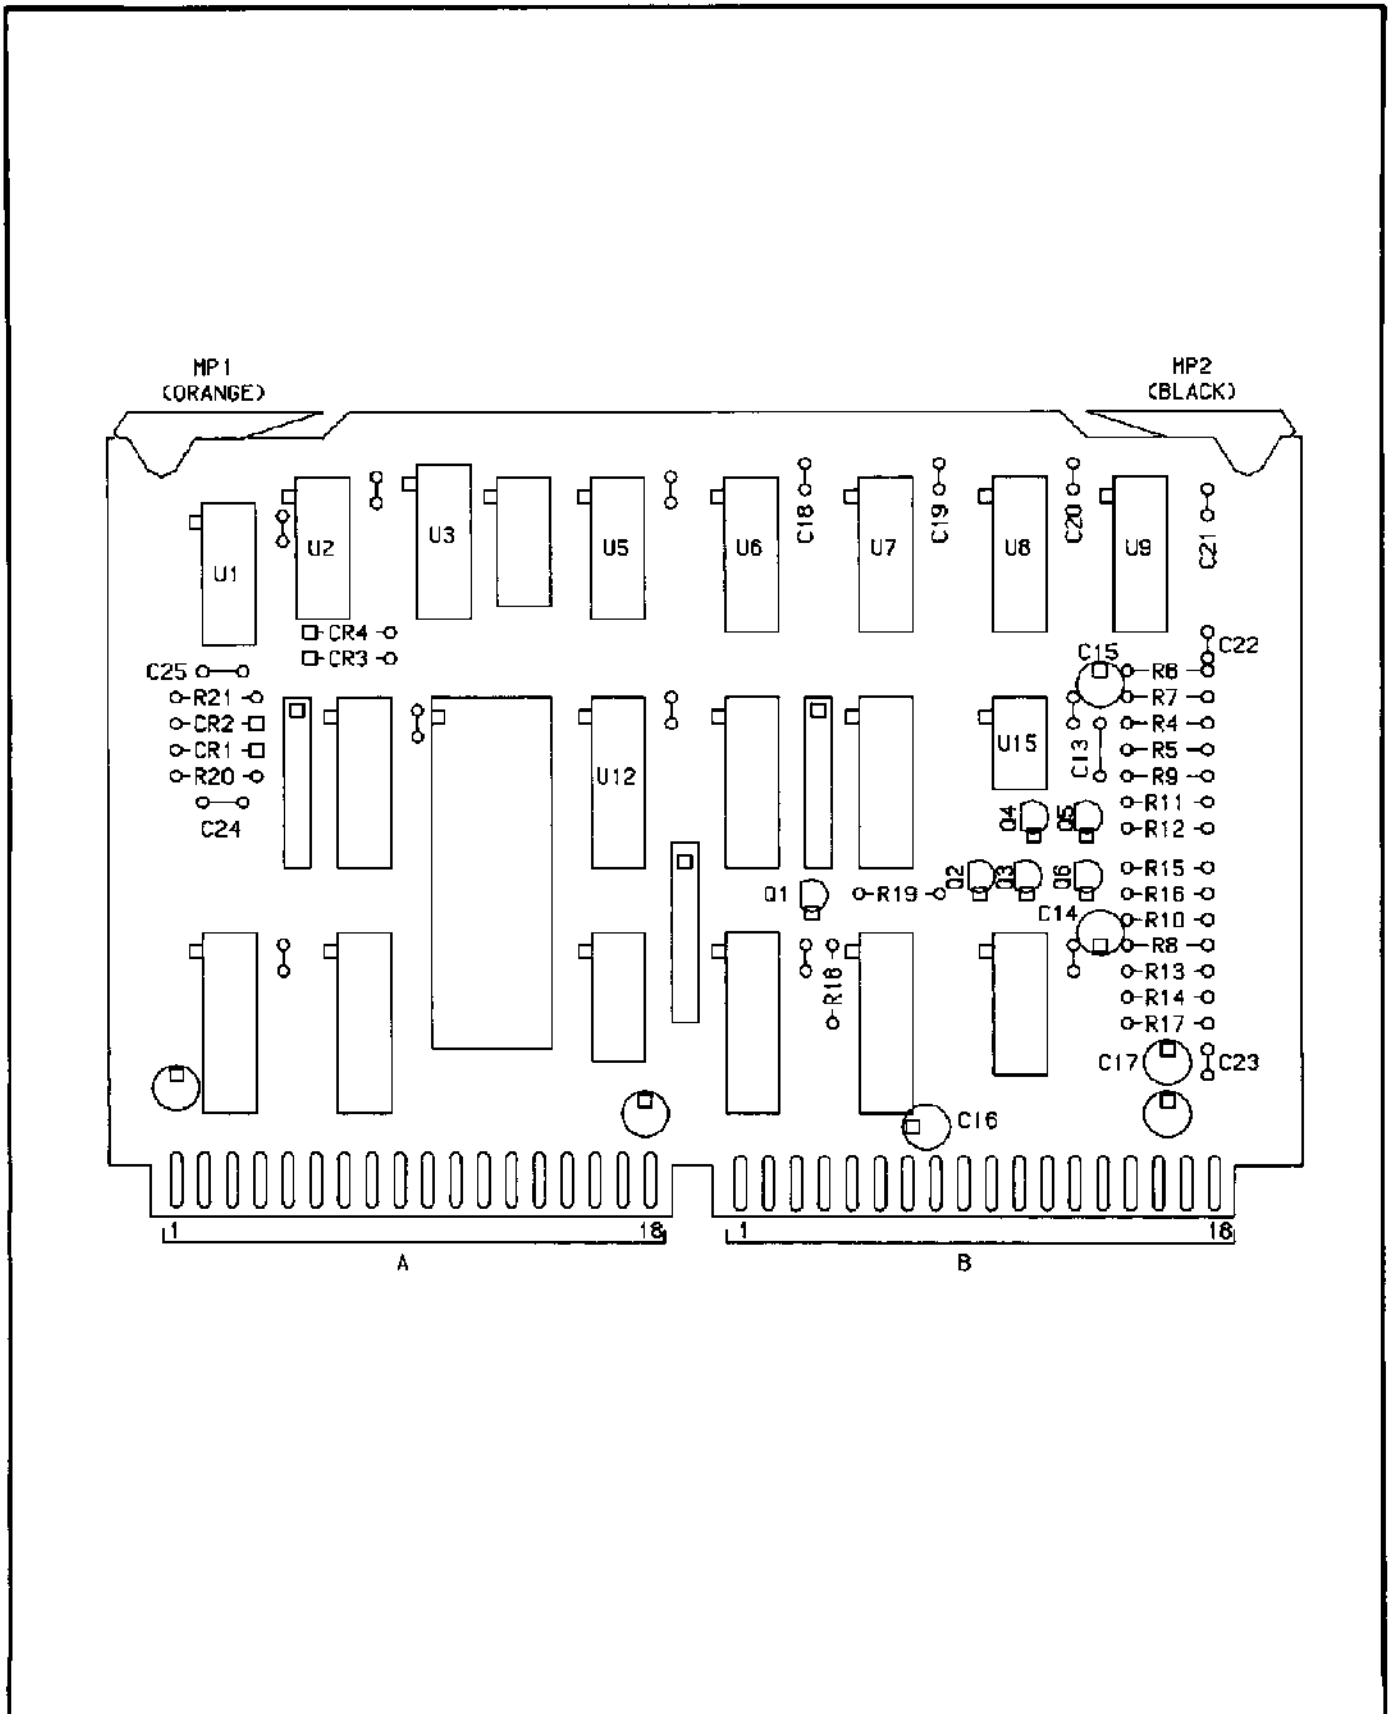 MP1
(ORANGE)
MP2
(BLACK)
U1
U2
U3
U5
U6
C18
U7
C19
U8
C20
U9
C21
CR4
CR3
C25
R21
CR2
CR1
R20
C24
U12
U15
C15
C13
C22
R6
R7
R4
R5
R9
R11
R12
Q4
Q5
Q1
R19
Q2
Q3
Q6
C14
R15
R16
R10
R8
R13
R14
R17
R18
C17
C23
C16
1
18
A
1
18
B